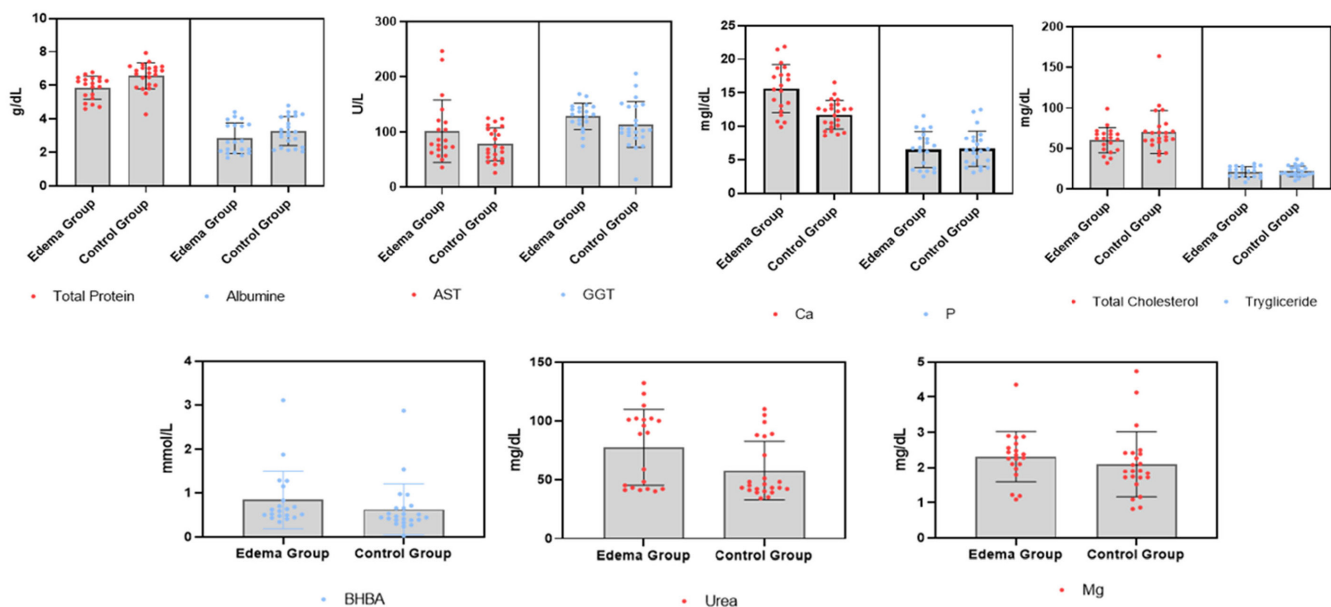 10
8
6
4
2
0
g/dL
Edema Group
Control Group
Edema Group
Control Group
Total Protein
Albumine
300
200
100
0
U/L
Edema Group
Control Group
Edema Group
Control Group
AST
GGT
25
20
15
10
5
0
mg/dL
Edema Group
Control Group
Edema Group
Control Group
Ca
P
200
150
100
50
0
mg/dL
Edema Group
Control Group
Edema Group
Control Group
Total Cholesterol
Trygliceride
4
3
2
1
0
mmol/L
Edema Group
Control Group
BHBA
150
100
50
0
mg/dL
Edema Group
Control Group
Urea
5
4
3
2
1
0
mg/dL
Edema Group
Control Group
Mg